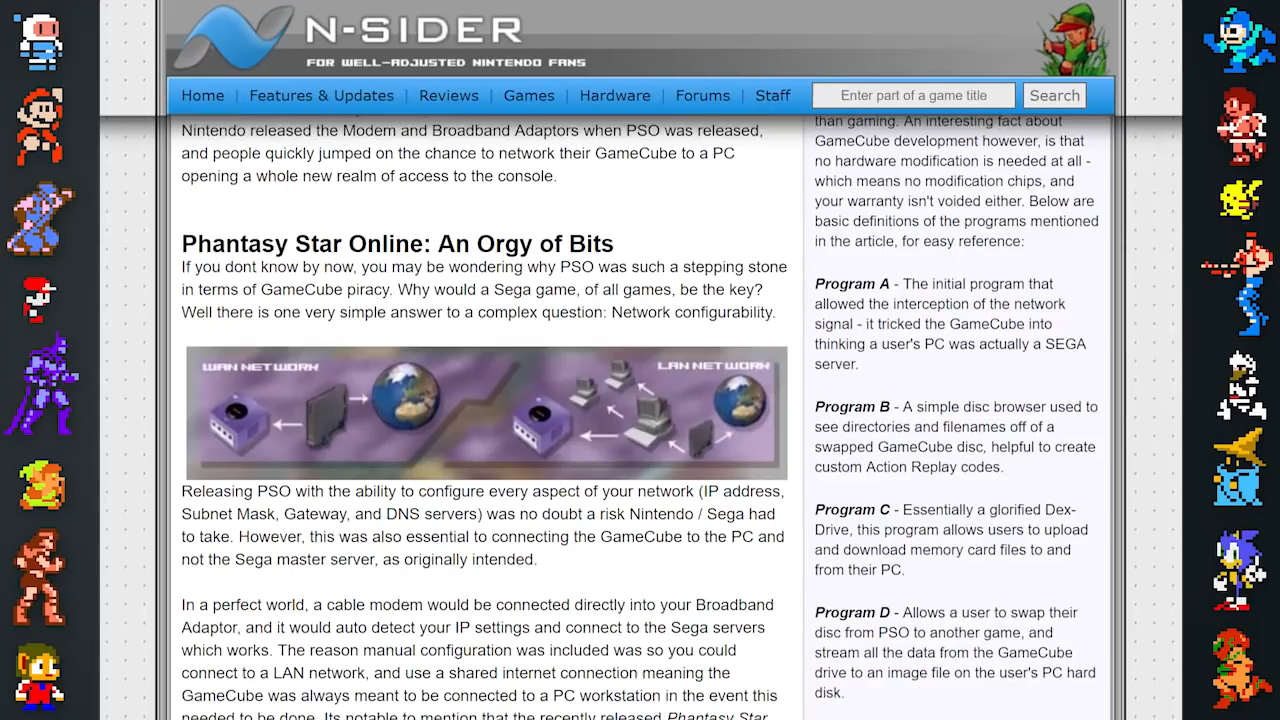 N-SIDER
FOR WELL-ADJUSTED NINTENDO FANS
Home | Features & Updates | Reviews | Games | Hardware | Forums | Staff
Enter part of a game title
Search
Nintendo released the Modem and Broadband Adaptors when PSO was released,
and people quickly jumped on the chance to network their GameCube to a PC
opening a whole new realm of access to the console.
Phantasy Star Online: An Orgy of Bits
If you dont know by now, you may be wondering why PSO was such a stepping stone
in terms of GameCube piracy. Why would a Sega game, of all games, be the key?
Well there is one very simple answer to a complex question: Network configurability.
WAN NETWORK
LAN NETWORK
Releasing PSO with the ability to configure every aspect of your network (IP address,
Subnet Mask, Gateway, and DNS servers) was no doubt a risk Nintendo / Sega had
to take. However, this was also essential to connecting the GameCube to the PC and
not the Sega master server, as originally intended.
In a perfect world, a cable modem would be connected directly into your Broadband
Adaptor, and it would auto detect your IP settings and connect to the Sega servers
which works. The reason manual configuration was included was so you could
connect to a LAN network, and use a shared internet connection meaning the
GameCube was always meant to be connected to a PC workstation in the event this
needed to be done. Its notable to mention that the recently released Phantasy Star
than gaming. An interesting fact about
GameCube development however, is that
no hardware modification is needed at all -
which means no modification chips, and
your warranty isn't voided either. Below are
basic definitions of the programs mentioned
in the article, for easy reference:
Program A - The initial program that
allowed the interception of the network
signal - it tricked the GameCube into
thinking a user's PC was actually a SEGA
server.
Program B - A simple disc browser used to
see directories and filenames off of a
swapped GameCube disc, helpful to create
custom Action Replay codes.
Program C - Essentially a glorified Dex-
Drive, this program allows users to upload
and download memory card files to and
from their PC.
Program D - Allows a user to swap their
disc from PSO to another game, and
stream all the data from the GameCube
drive to an image file on the user's PC hard
disk.